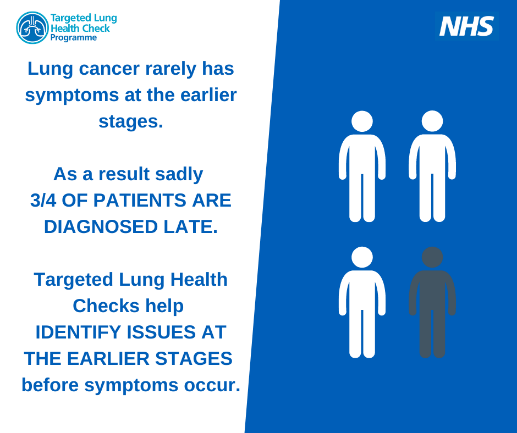 Targeted Lung
Health Check
Programme
NHS
Lung cancer rarely has
symptoms at the earlier
stages.
As a result sadly
3/4 OF PATIENTS ARE
DIAGNOSED LATE.
Targeted Lung Health
Checks help
IDENTIFY ISSUES AT
THE EARLIER STAGES
before symptoms occur.